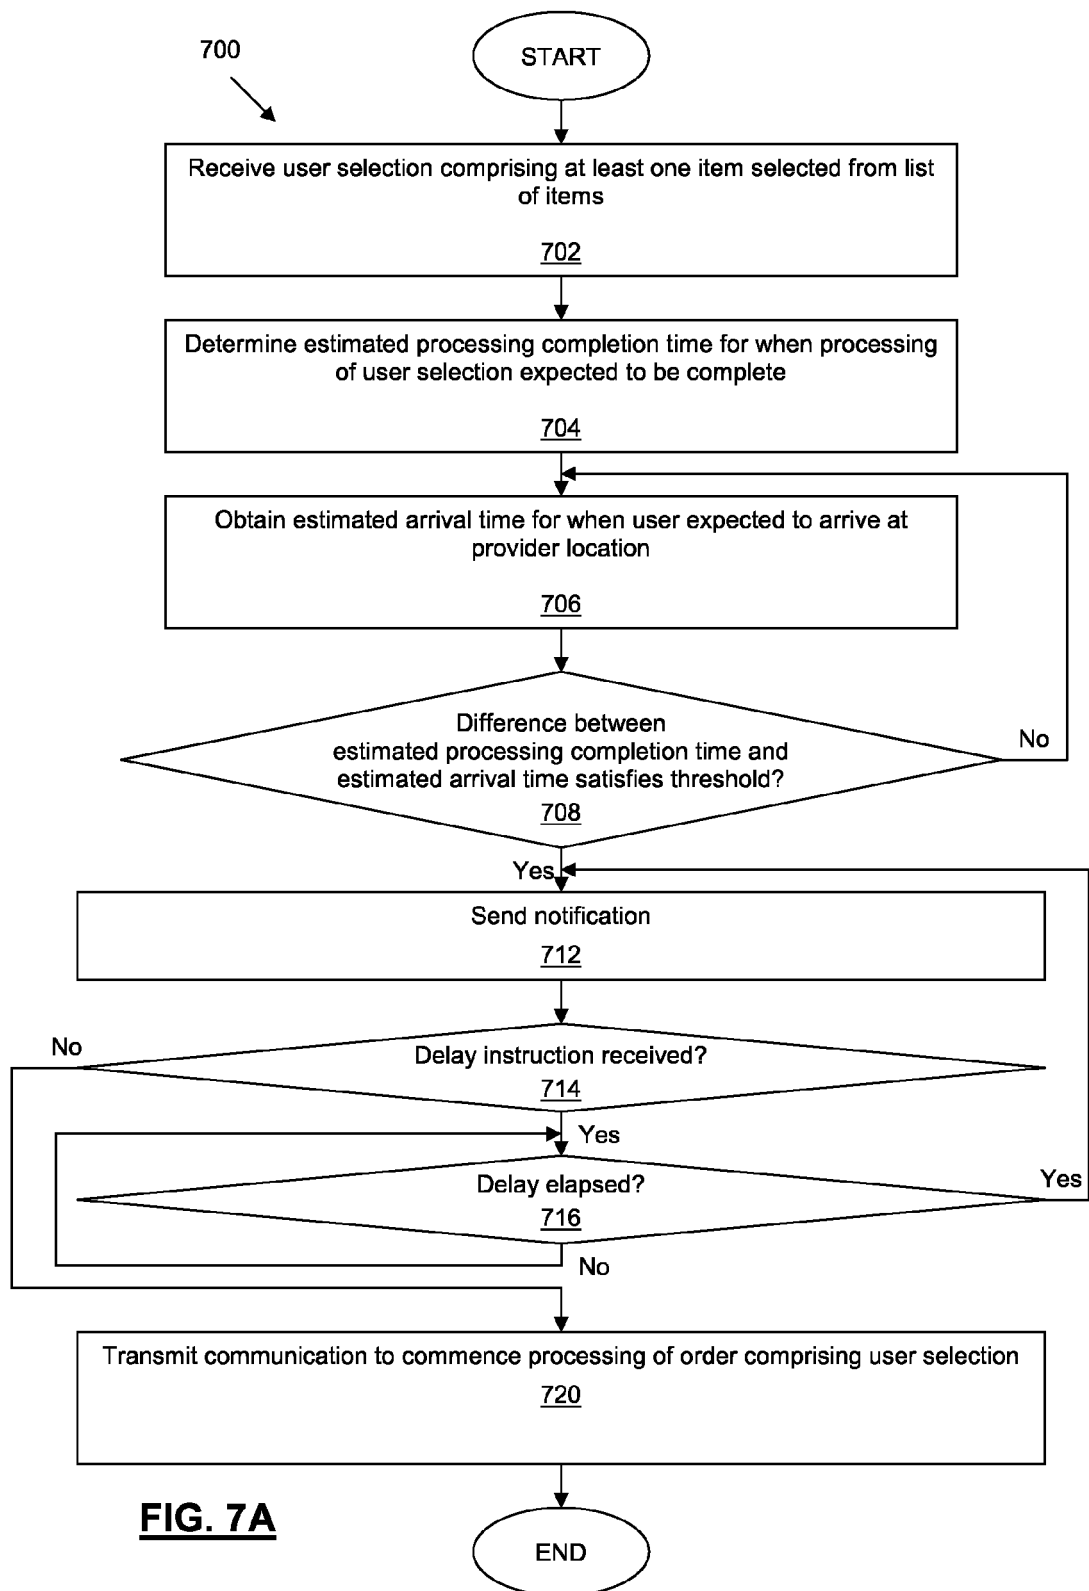 700
START
Receive user selection comprising at least one item selected from list
of items
702
Determine estimated processing completion time for when processing
of user selection expected to be complete
704
Obtain estimated arrival time for when user expected to arrive at
provider location
706
Difference between
estimated processing completion time and
estimated arrival time satisfies threshold?
708
No
Yes
Send notification
712
No
Delay instruction received?
714
Yes
Delay elapsed?
716
Yes
No
Transmit communication to commence processing of order comprising user selection
720
FIG. 7A
END